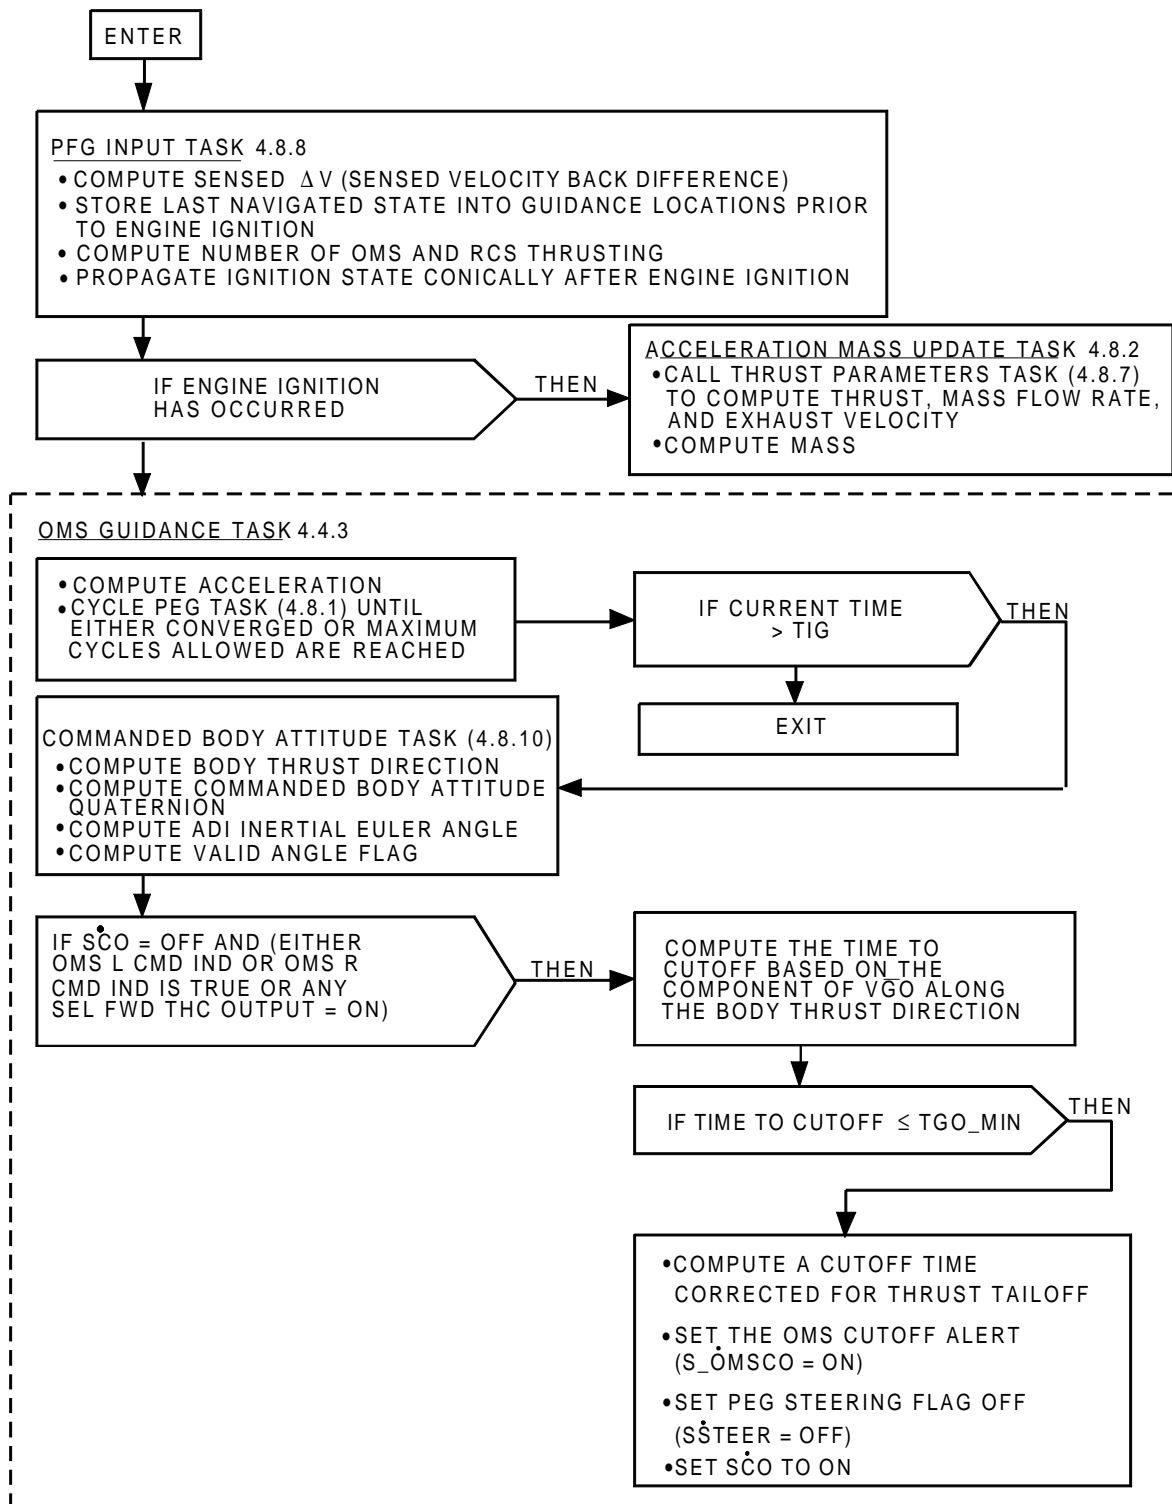 ENTER
PFG INPUT TASK 4.8.8
• COMPUTE SENSED ΔV (SENSED VELOCITY BACK DIFFERENCE)
• STORE LAST NAVIGATED STATE INTO GUIDANCE LOCATIONS PRIOR
TO ENGINE IGNITION
• COMPUTE NUMBER OF OMS AND RCS THRUSTING
• PROPAGATE IGNITION STATE CONICALLY AFTER ENGINE IGNITION
IF ENGINE IGNITION
HAS OCCURRED
THEN
ACCELERATION MASS UPDATE TASK 4.8.2
• CALL THRUST PARAMETERS TASK (4.8.7)
TO COMPUTE THRUST, MASS FLOW RATE,
AND EXHAUST VELOCITY
• COMPUTE MASS
OMS GUIDANCE TASK 4.4.3
• COMPUTE ACCELERATION
• CYCLE PEG TASK (4.8.1) UNTIL
EITHER CONVERGED OR MAXIMUM
CYCLES ALLOWED ARE REACHED
IF CURRENT TIME
> TIG
THEN
EXIT
COMMANDED BODY ATTITUDE TASK (4.8.10)
• COMPUTE BODY THRUST DIRECTION
• COMPUTE COMMANDED BODY ATTITUDE
QUATERNION
• COMPUTE ADI INERTIAL EULER ANGLE
• COMPUTE VALID ANGLE FLAG
IF SĊO = OFF AND (EITHER
OMS L CMD IND OR OMS R
CMD IND IS TRUE OR ANY
SEL FWD THC OUTPUT = ON)
THEN
COMPUTE THE TIME TO
CUTOFF BASED ON THE
COMPONENT OF V̅GO ALONG
THE BODY THRUST DIRECTION
IF TIME TO CUTOFF ≤ TGO_MIN
THEN
• COMPUTE A CUTOFF TIME
CORRECTED FOR THRUST TAILOFF
• SET THE OMS CUTOFF ALERT
(S_ȮMSCO = ON)
• SET PEG STEERING FLAG OFF
(SṠTEER = OFF)
• SET SĊO TO ON